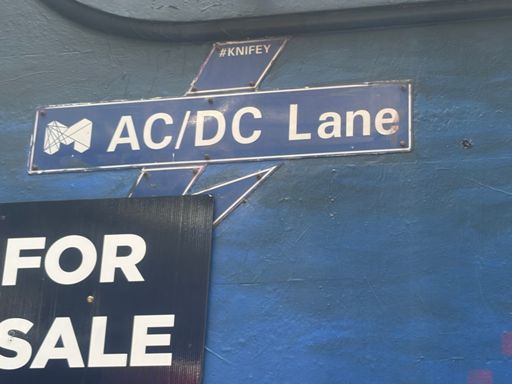 #KNIFEY
AC/DC Lane
FOR
SALE